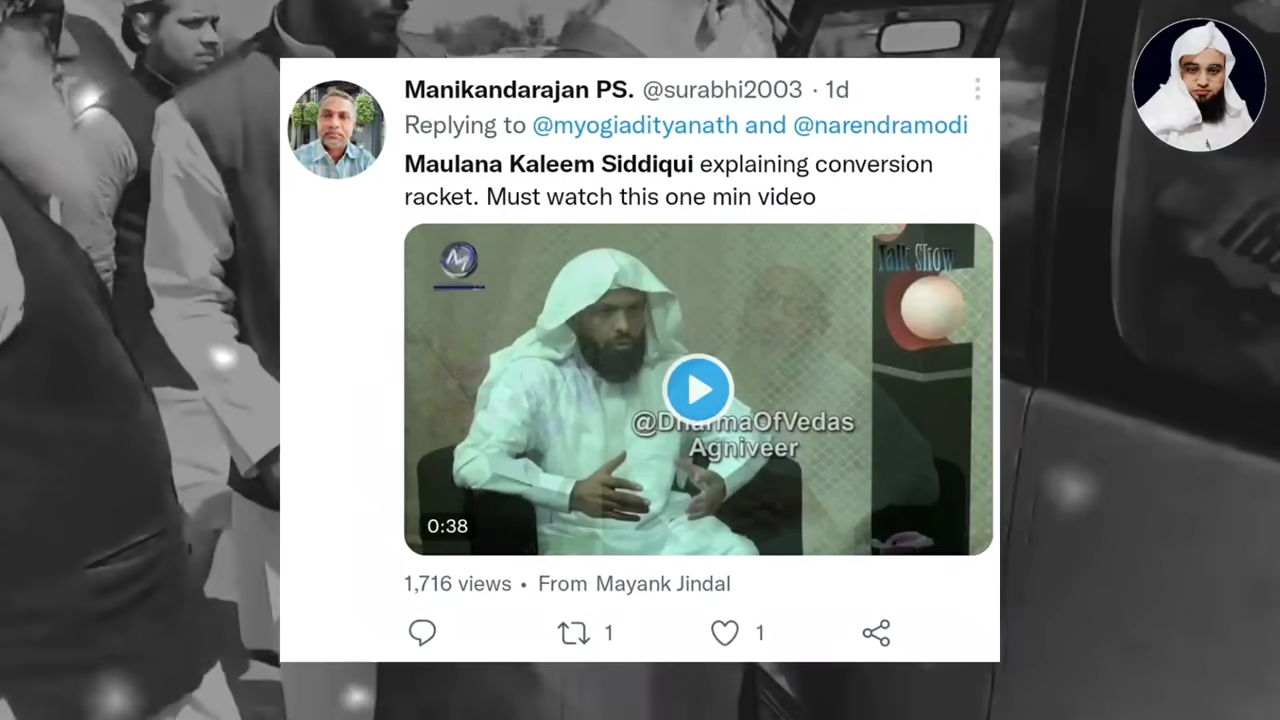 Manikandarajan PS. @surabhi2003 · 1d
Replying to @myogiadityanath and @narendramodi
Maulana Kaleem Siddiqui explaining conversion
racket. Must watch this one min video
M
Talk Show
@DharmaOfVedas
Agniveer
0:38
1,716 views • From Mayank Jindal
1
1